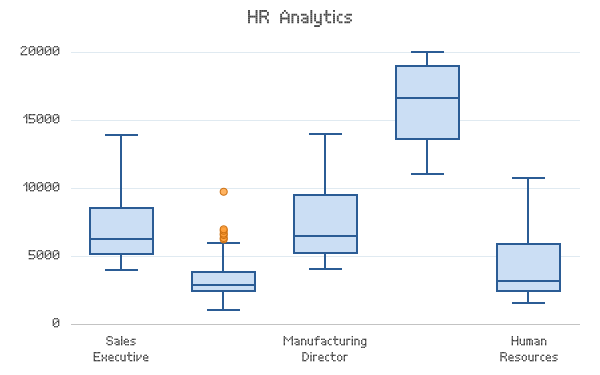 HR Analytics
20000
15000
10000
5000
0
Sales
Executive
Manufacturing
Director
Human
Resources